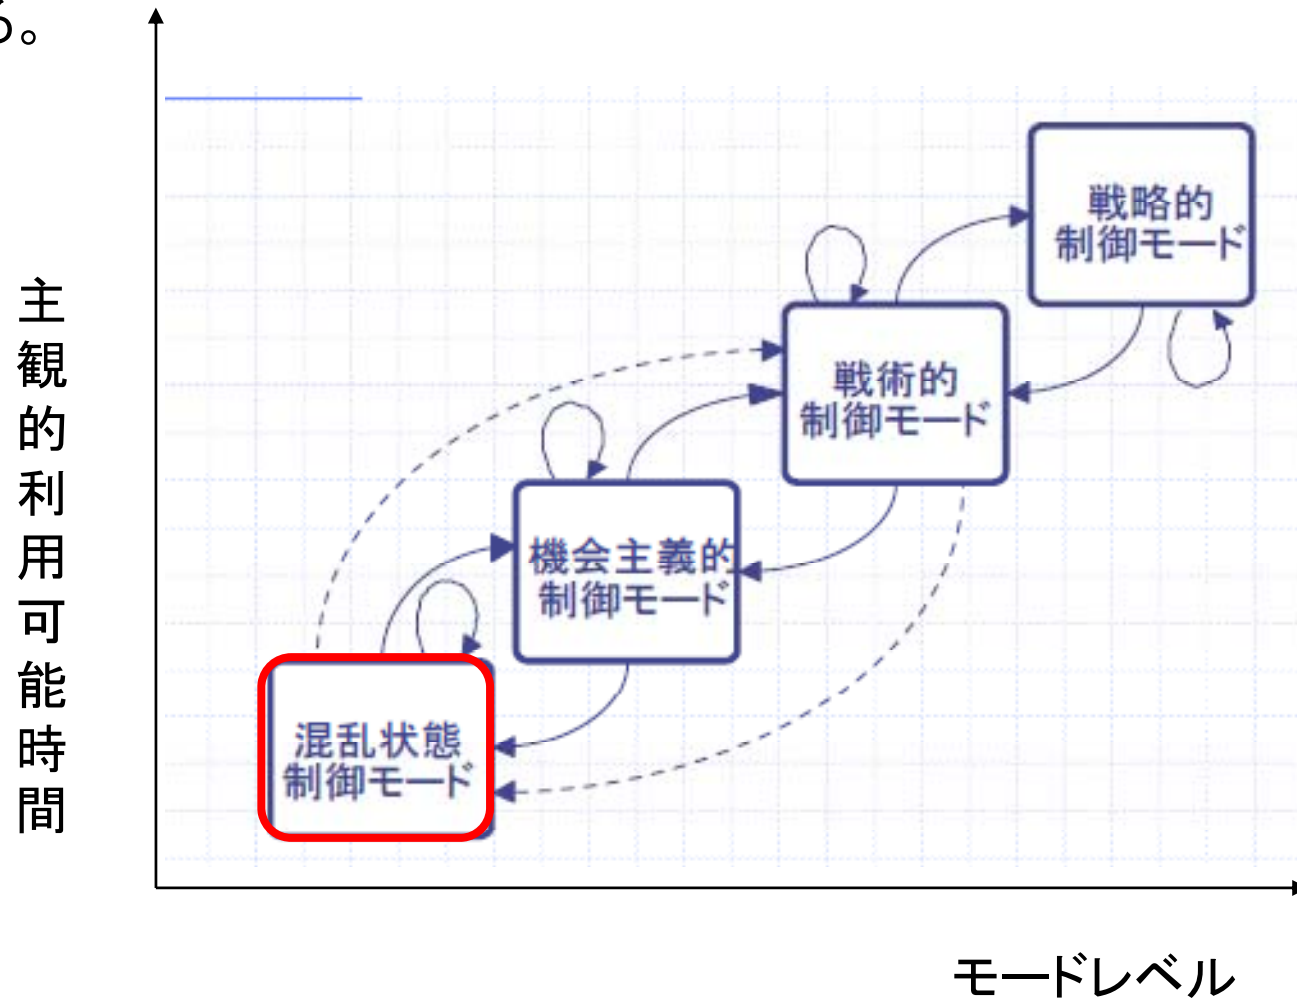 る。
主観的利用可能時間
戦略的
制御モード
戦術的
制御モード
機会主義的
制御モード
混乱状態
制御モード
モードレベル